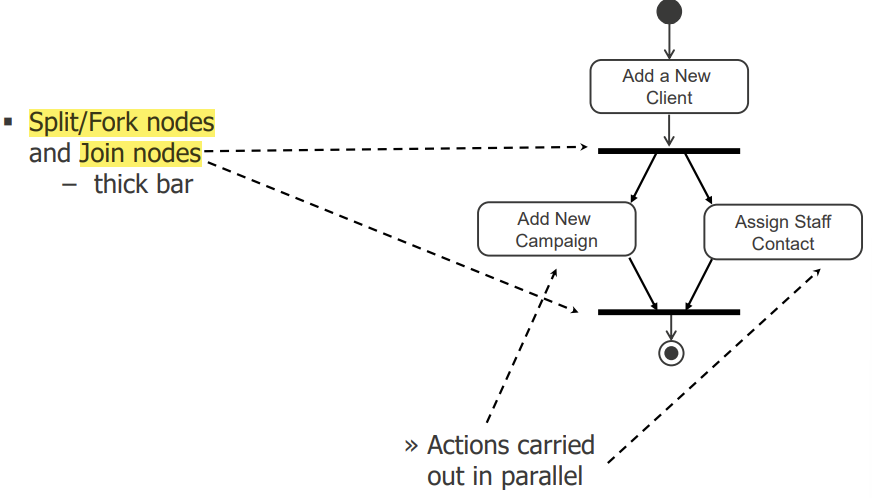 Add a New
Client
▪ Split/Fork nodes
and Join nodes
– thick bar
Add New
Campaign
Assign Staff
Contact
» Actions carried
out in parallel